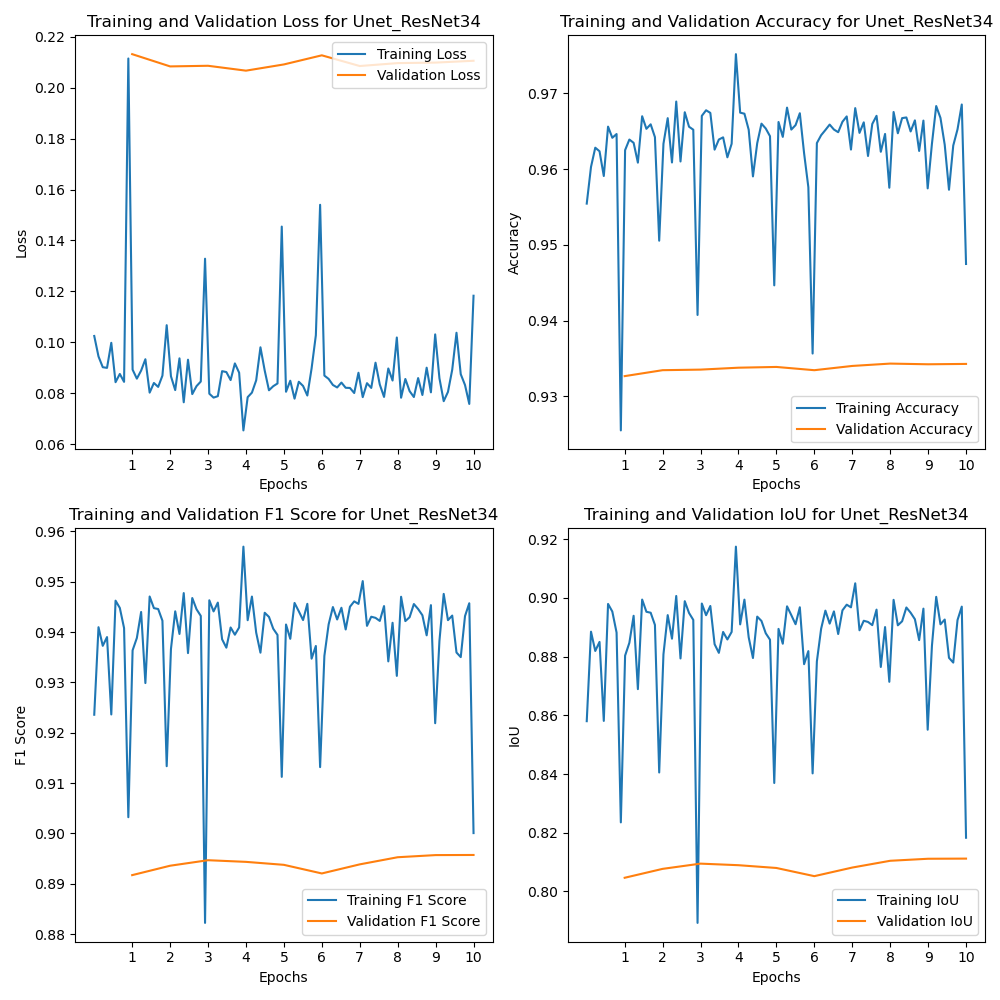 Training and Validation Loss for Unet_ResNet34
0.22
0.20
0.18
0.16
0.14
0.12
0.10
0.08
0.06
Loss
1 2 3 4 5 6 7 8 9 10
Epochs
Training Loss
Validation Loss
Training and Validation Accuracy for Unet_ResNet34
0.97
0.96
0.95
0.94
0.93
Accuracy
1 2 3 4 5 6 7 8 9 10
Epochs
Training Accuracy
Validation Accuracy
Training and Validation F1 Score for Unet_ResNet34
0.96
0.95
0.94
0.93
0.92
0.91
0.90
0.89
0.88
F1 Score
1 2 3 4 5 6 7 8 9 10
Epochs
Training F1 Score
Validation F1 Score
Training and Validation IoU for Unet_ResNet34
0.92
0.90
0.88
0.86
0.84
0.82
0.80
IoU
1 2 3 4 5 6 7 8 9 10
Epochs
Training IoU
Validation IoU